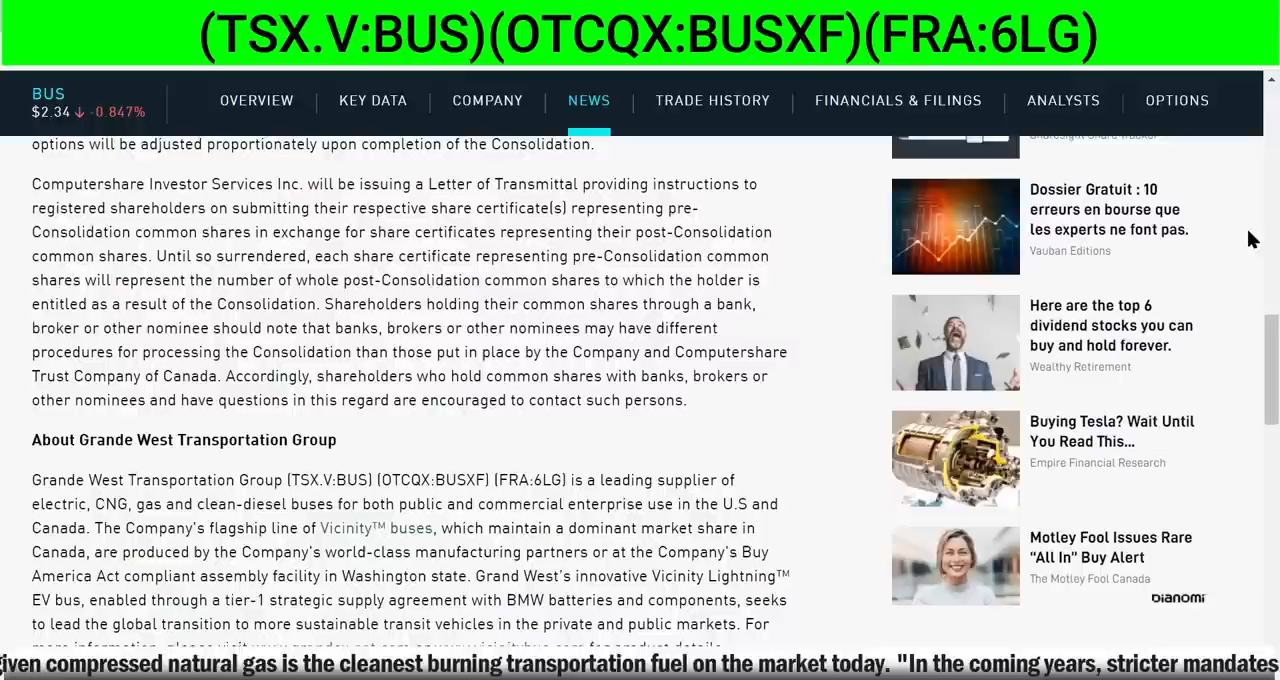 (TSX.V:BUS)(OTCQX:BUSXF)(FRA:6LG)
BUS
$2.34 ↓ -0.847%
OVERVIEW
KEY DATA
COMPANY
NEWS
TRADE HISTORY
FINANCIALS & FILINGS
ANALYSTS
OPTIONS
options will be adjusted proportionately upon completion of the Consolidation.
Computershare Investor Services Inc. will be issuing a Letter of Transmittal providing instructions to
registered shareholders on submitting their respective share certificate(s) representing pre-
Consolidation common shares in exchange for share certificates representing their post-Consolidation
common shares. Until so surrendered, each share certificate representing pre-Consolidation common
shares will represent the number of whole post-Consolidation common shares to which the holder is
entitled as a result of the Consolidation. Shareholders holding their common shares through a bank,
broker or other nominee should note that banks, brokers or other nominees may have different
procedures for processing the Consolidation than those put in place by the Company and Computershare
Trust Company of Canada. Accordingly, shareholders who hold common shares with banks, brokers or
other nominees and have questions in this regard are encouraged to contact such persons.
About Grande West Transportation Group
Grande West Transportation Group (TSX.V:BUS) (OTCQX:BUSXF) (FRA:6LG) is a leading supplier of
electric, CNG, gas and clean-diesel buses for both public and commercial enterprise use in the U.S and
Canada. The Company's flagship line of Vicinity™ buses, which maintain a dominant market share in
Canada, are produced by the Company's world-class manufacturing partners or at the Company's Buy
America Act compliant assembly facility in Washington state. Grand West's innovative Vicinity Lightning™
EV bus, enabled through a tier-1 strategic supply agreement with BMW batteries and components, seeks
to lead the global transition to more sustainable transit vehicles in the private and public markets. For
Dossier Gratuit : 10
erreurs en bourse que
les experts ne font pas.
Vauban Editions
Here are the top 6
dividend stocks you can
buy and hold forever.
Wealthy Retirement
Buying Tesla? Wait Until
You Read This...
Empire Financial Research
Motley Fool Issues Rare
“All In” Buy Alert
The Motley Fool Canada
DIANOMI
given compressed natural gas is the cleanest burning transportation fuel on the market today. "In the coming years, stricter mandates